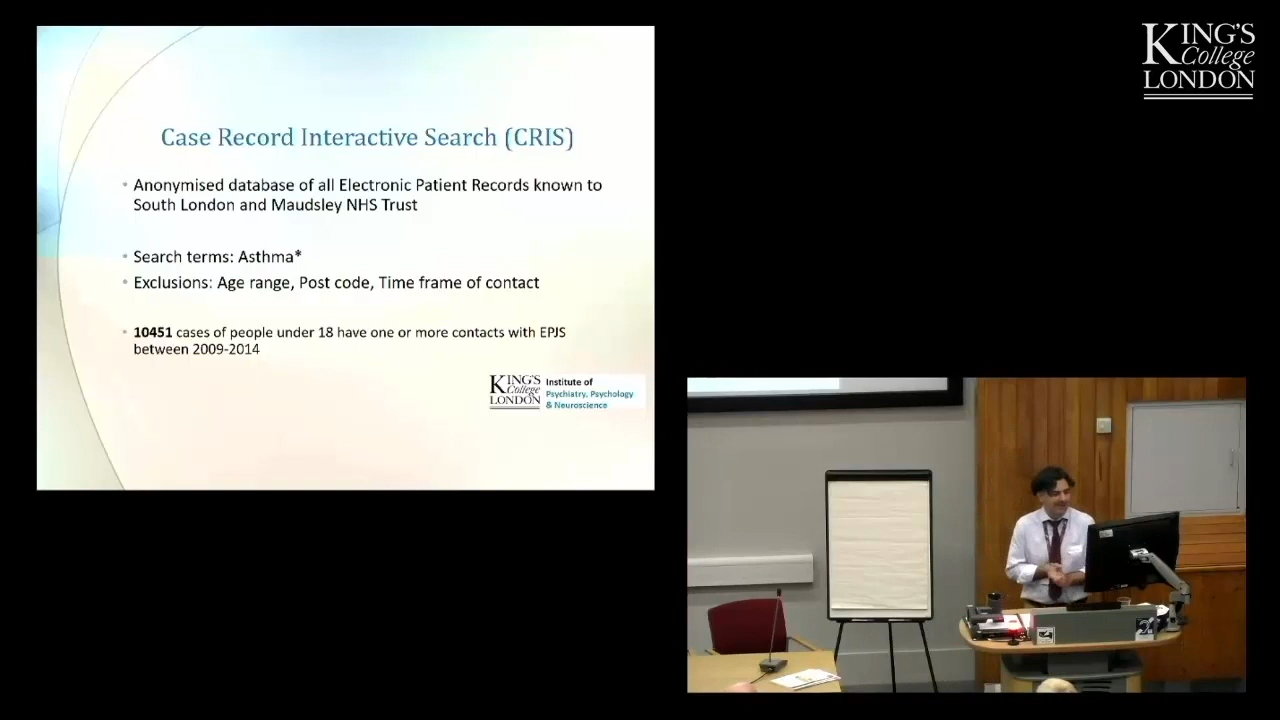 Case Record Interactive Search (CRIS)
• Anonymised database of all Electronic Patient Records known to
South London and Maudsley NHS Trust
• Search terms: Asthma*
• Exclusions: Age range, Post code, Time frame of contact
• 10451 cases of people under 18 have one or more contacts with EPJS
between 2009-2014
KING'S
College
LONDON
Institute of
Psychiatry, Psychology
& Neuroscience
KING'S
College
LONDON